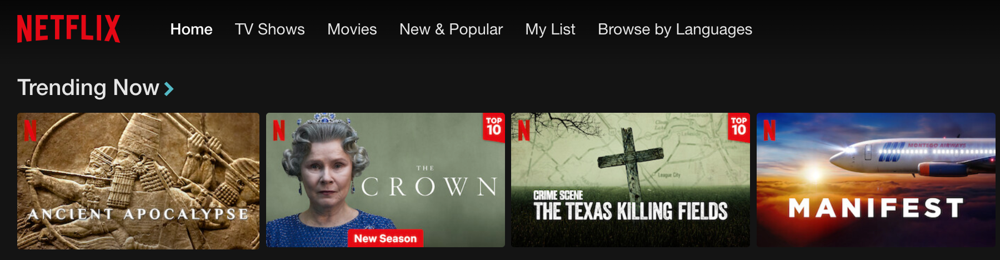 NETFLIX
Home
TV Shows
Movies
New & Popular
My List
Browse by Languages
Trending Now
N
ANCIENT APOCALYPSE
N
TOP
10
THE
CROWN
New Season
N
TOP
10
League City
CRIME SCENE
THE TEXAS KILLING FIELDS
N
MONTEGO AIRWAYS
MANIFEST